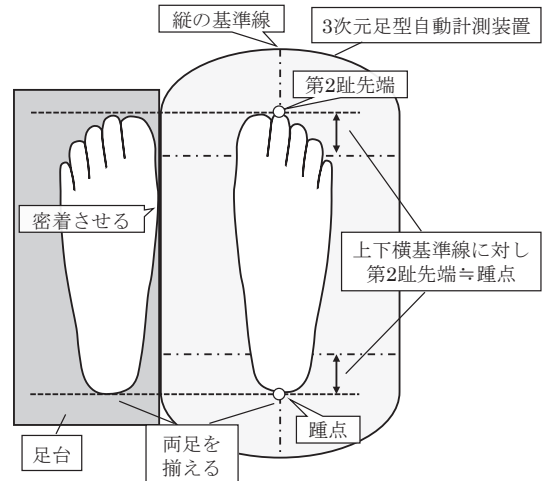 縦の基準線
3次元足型自動計測装置
第2趾先端
密着させる
上下横基準線に対し
第2趾先端≒踵点
足台
両足を
揃える
踵点